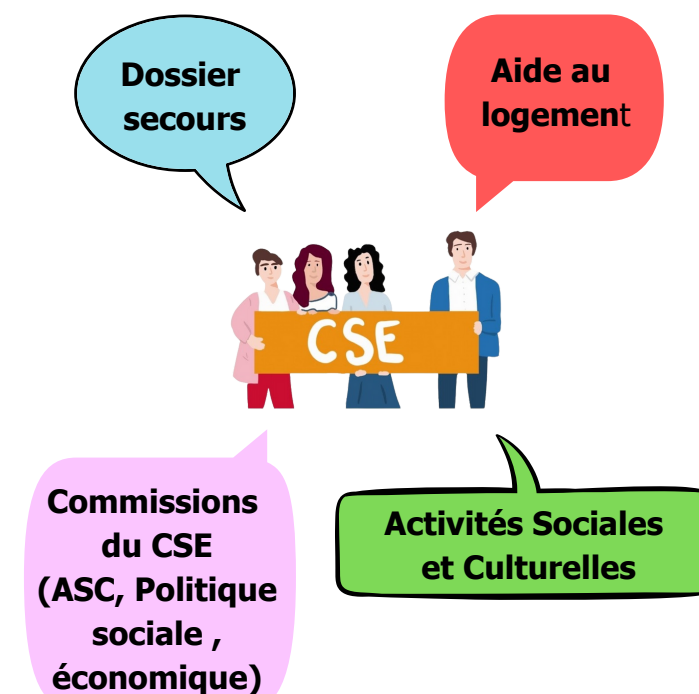 Dossier
secours
Aide au
logement
CSE
Commissions
du CSE
(ASC, Politique
sociale ,
économique)
Activités Sociales
et Culturelles